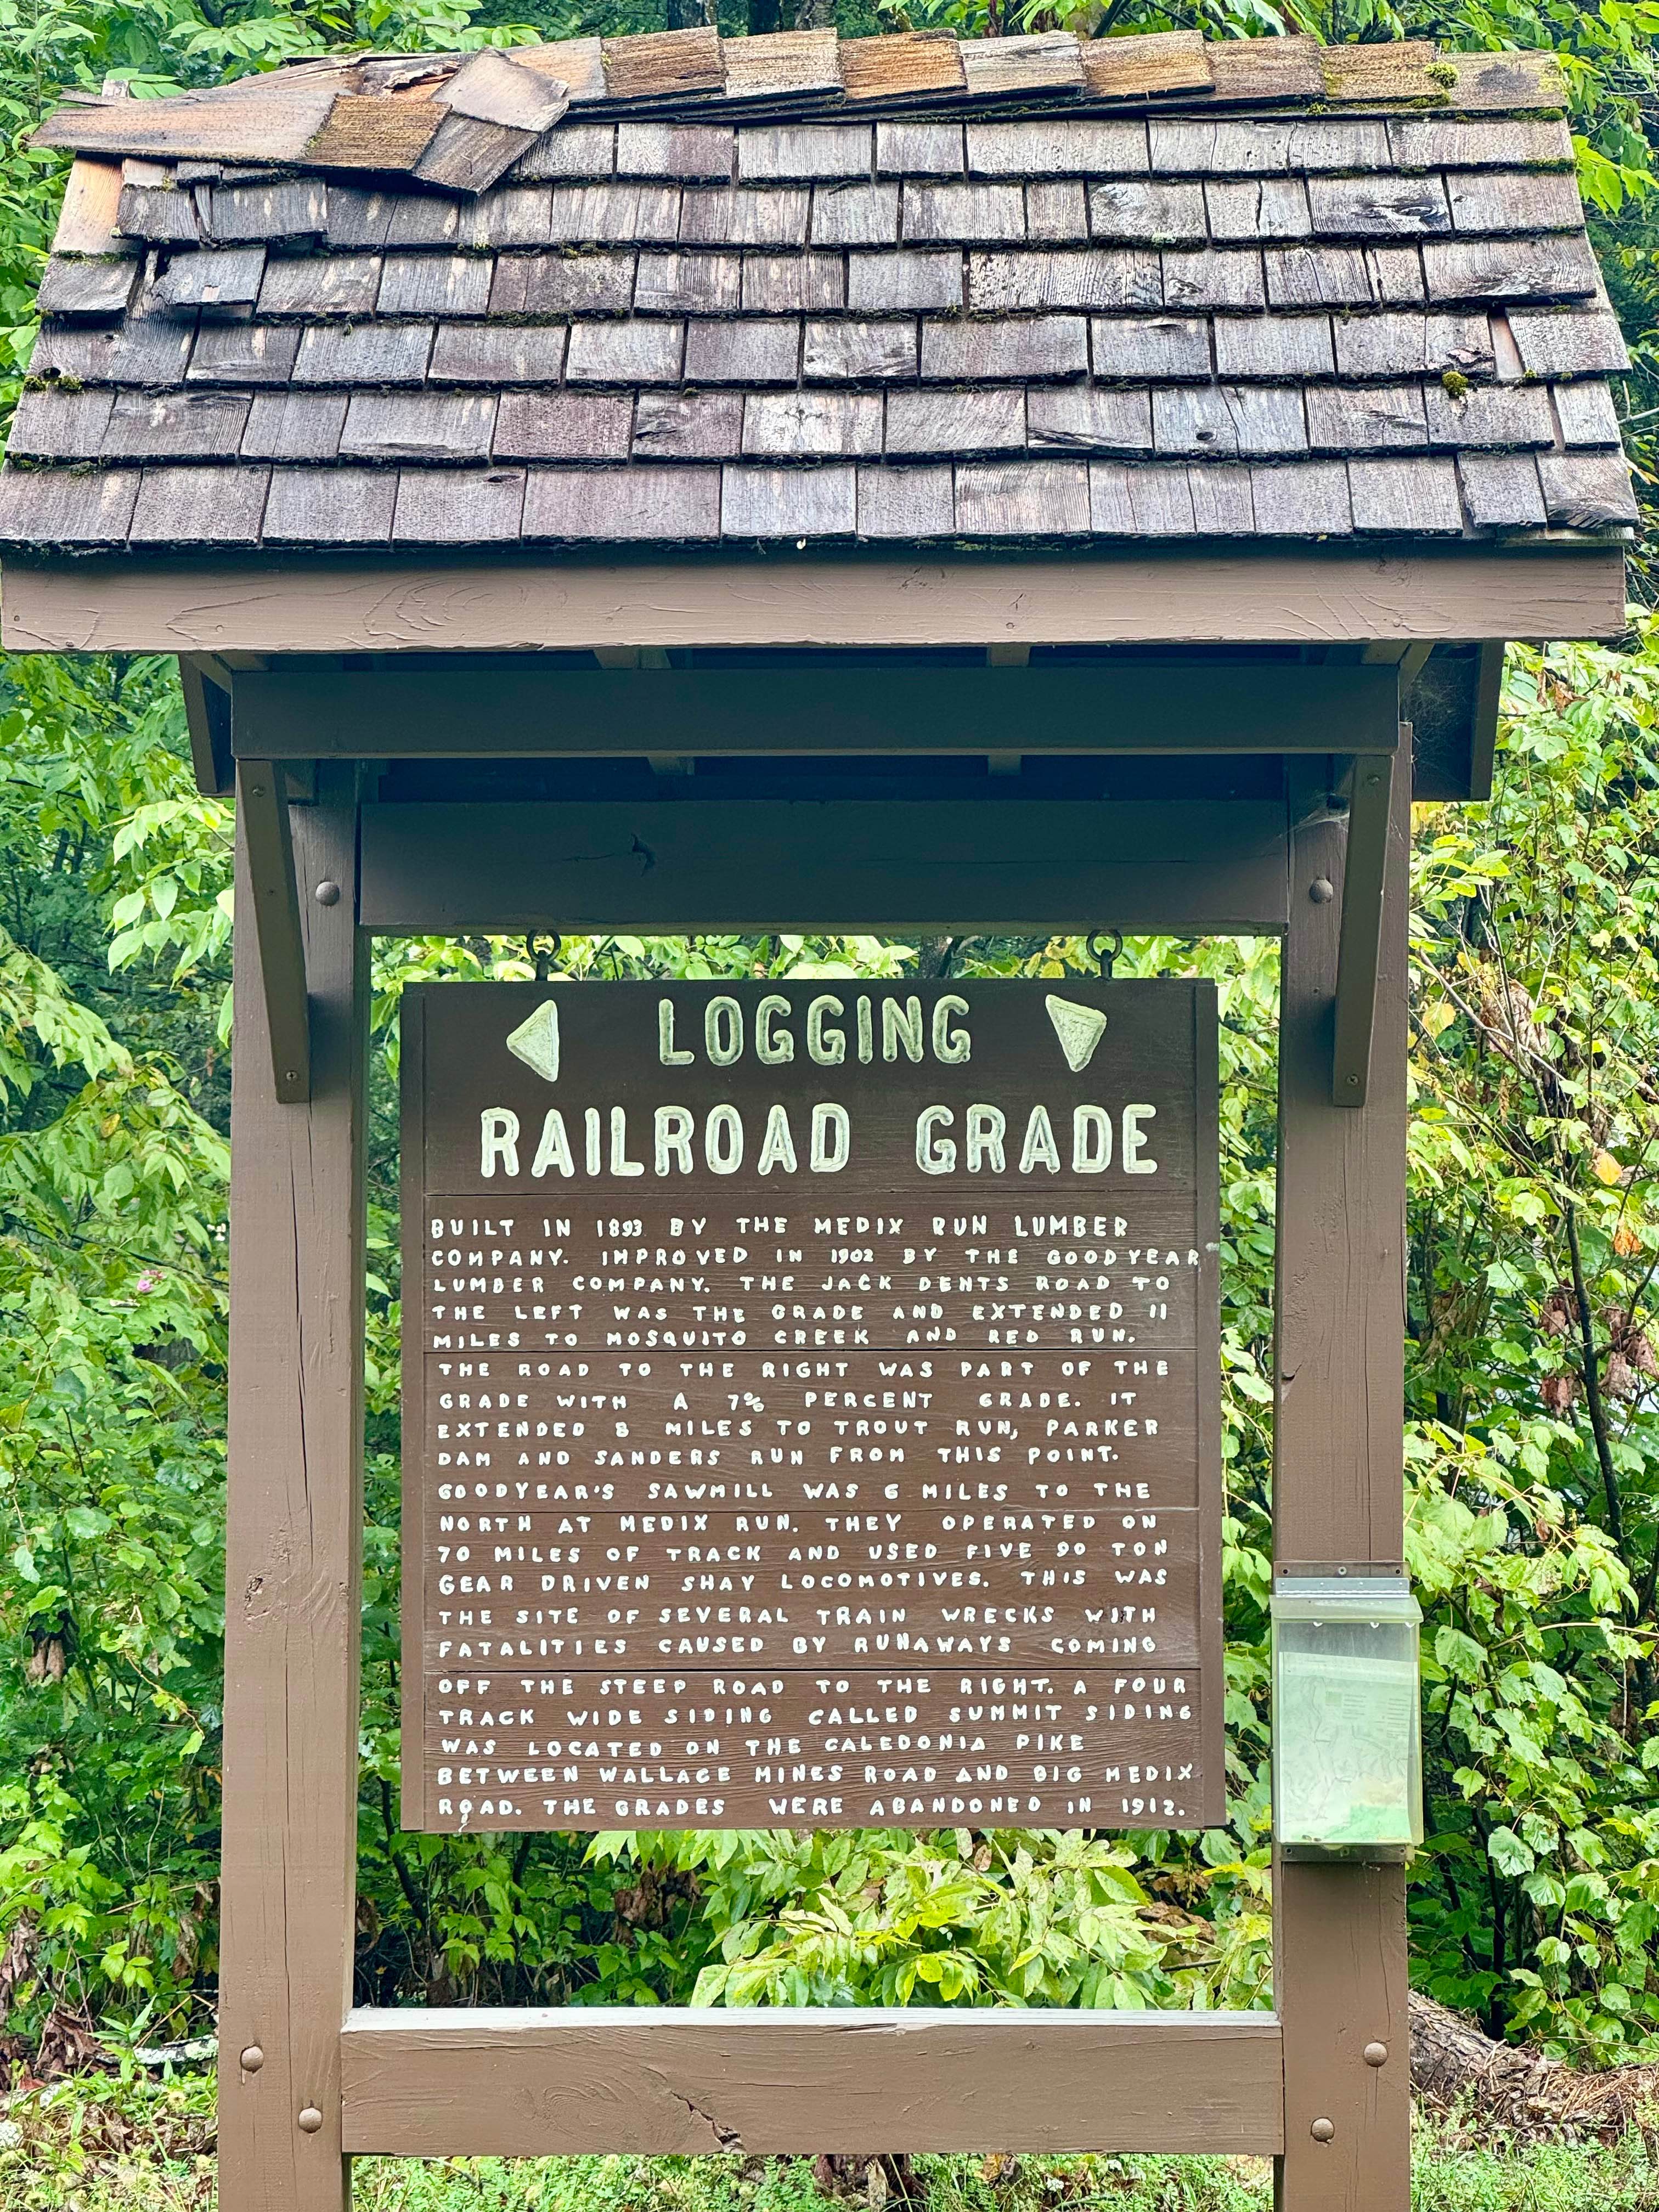 LOGGING
RAILROAD GRADE
BUILT IN 1893 BY THE MEDIX RUN LUMBER
COMPANY. IMPROVED IN 1902 BY THE GOODYEAR
LUMBER COMPANY. THE JACK DENTS ROAD TO
THE LEFT WAS THE GRADE AND EXTENDED 11
MILES TO MOSQUITO CREEK AND RED RUN.
THE ROAD TO THE RIGHT WAS PART OF THE
GRADE WITH A 7% PERCENT GRADE. IT
EXTENDED 8 MILES TO TROUT RUN, PARKER
DAM AND SANDERS RUN FROM THIS POINT.
GOODYEAR'S SAWMILL WAS 6 MILES TO THE
NORTH AT MEDIX RUN. THEY OPERATED ON
70 MILES OF TRACK AND USED FIVE 90 TON
GEAR DRIVEN SHAY LOCOMOTIVES. THIS WAS
THE SITE OF SEVERAL TRAIN WRECKS WITH
FATALITIES CAUSED BY RUNAWAYS COMING
OFF THE STEEP ROAD TO THE RIGHT. A FOUR
TRACK WIDE SIDING CALLED SUMMIT SIDING
WAS LOCATED ON THE CALEDONIA PIKE
BETWEEN WALLACE MINES ROAD AND BIG MEDIX
ROAD. THE GRADES WERE ABANDONED IN 1912.